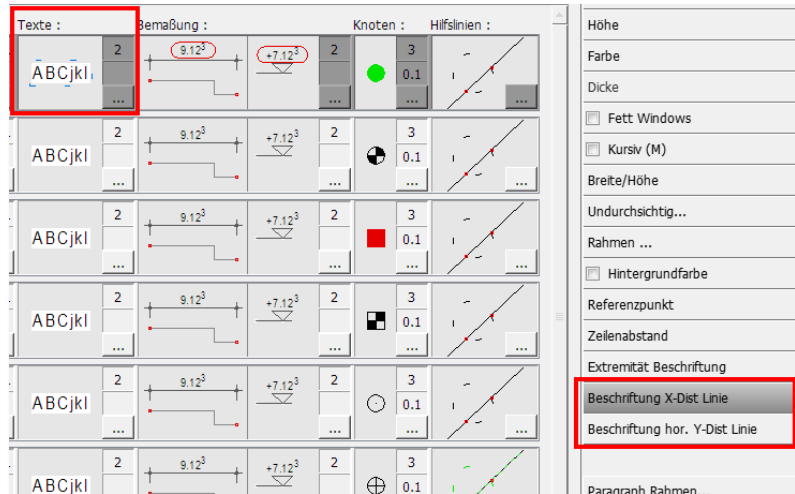 Texte :
Bemaßung :
Knoten :
Hilfslinien :
ABCjkl
2
...
9.12³
+7.12³
2
...
3
0.1
...
...
ABCjkl
2
...
9.12³
+7.12³
2
...
3
0.1
...
...
ABCjkl
2
...
9.12³
+7.12³
2
...
3
0.1
...
...
ABCjkl
2
...
9.12³
+7.12³
2
...
3
0.1
...
...
ABCjkl
2
...
9.12³
+7.12³
2
...
3
0.1
...
...
ABCjkl
2
9.12³
+7.12³
2
3
0.1
Höhe
Farbe
Dicke
Fett Windows
Kursiv (M)
Breite/Höhe
Undurchsichtig...
Rahmen ...
Hintergrundfarbe
Referenzpunkt
Zeilenabstand
Extremität Beschriftung
Beschriftung X-Dist Linie
Beschriftung hor. Y-Dist Linie
Paragraph Rahmen